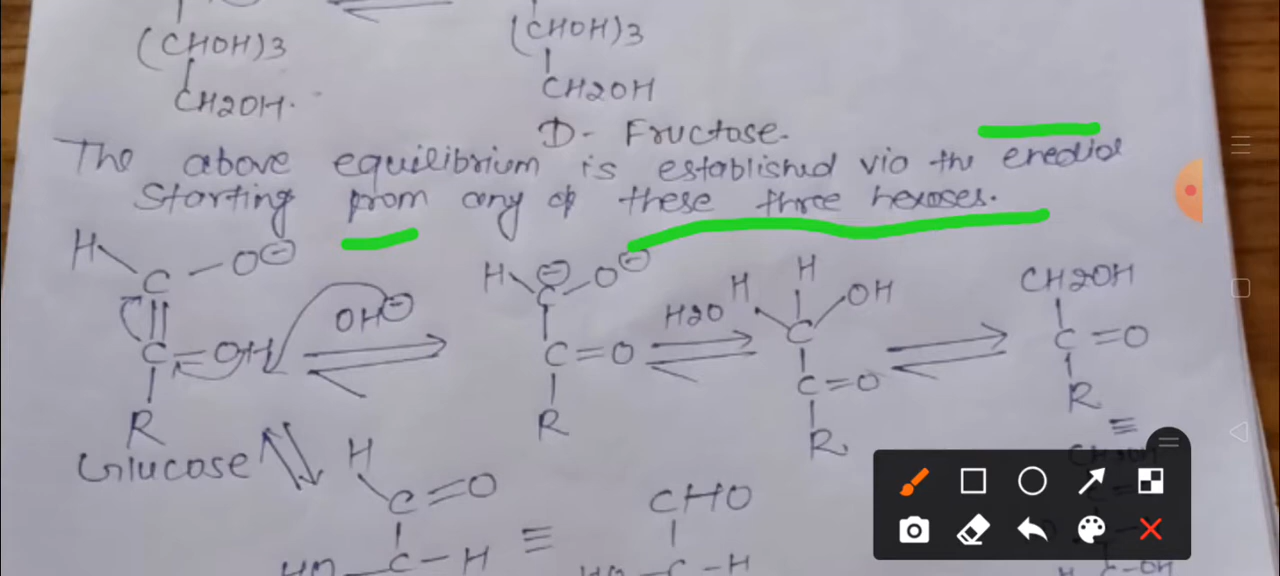 (CHOH)3 (CHOH)3
CH2OH. CH2OH
D- Fructose.
The above equilibrium is established via the enediol
Starting from any of these three hexoses.
H O⊖ H ⊖ O⊖ H H OH CH2OH
C OH⊖ C H2O C C=O
C=OH C=O C=O R
R R R ≡
Glucose H
C=O CHO
C-H ≡ C-H
HO